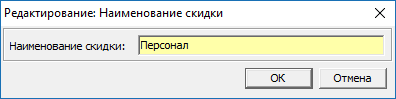 Редактирование: Наименование скидки
Наименование скидки: Персонал
OK Отмена